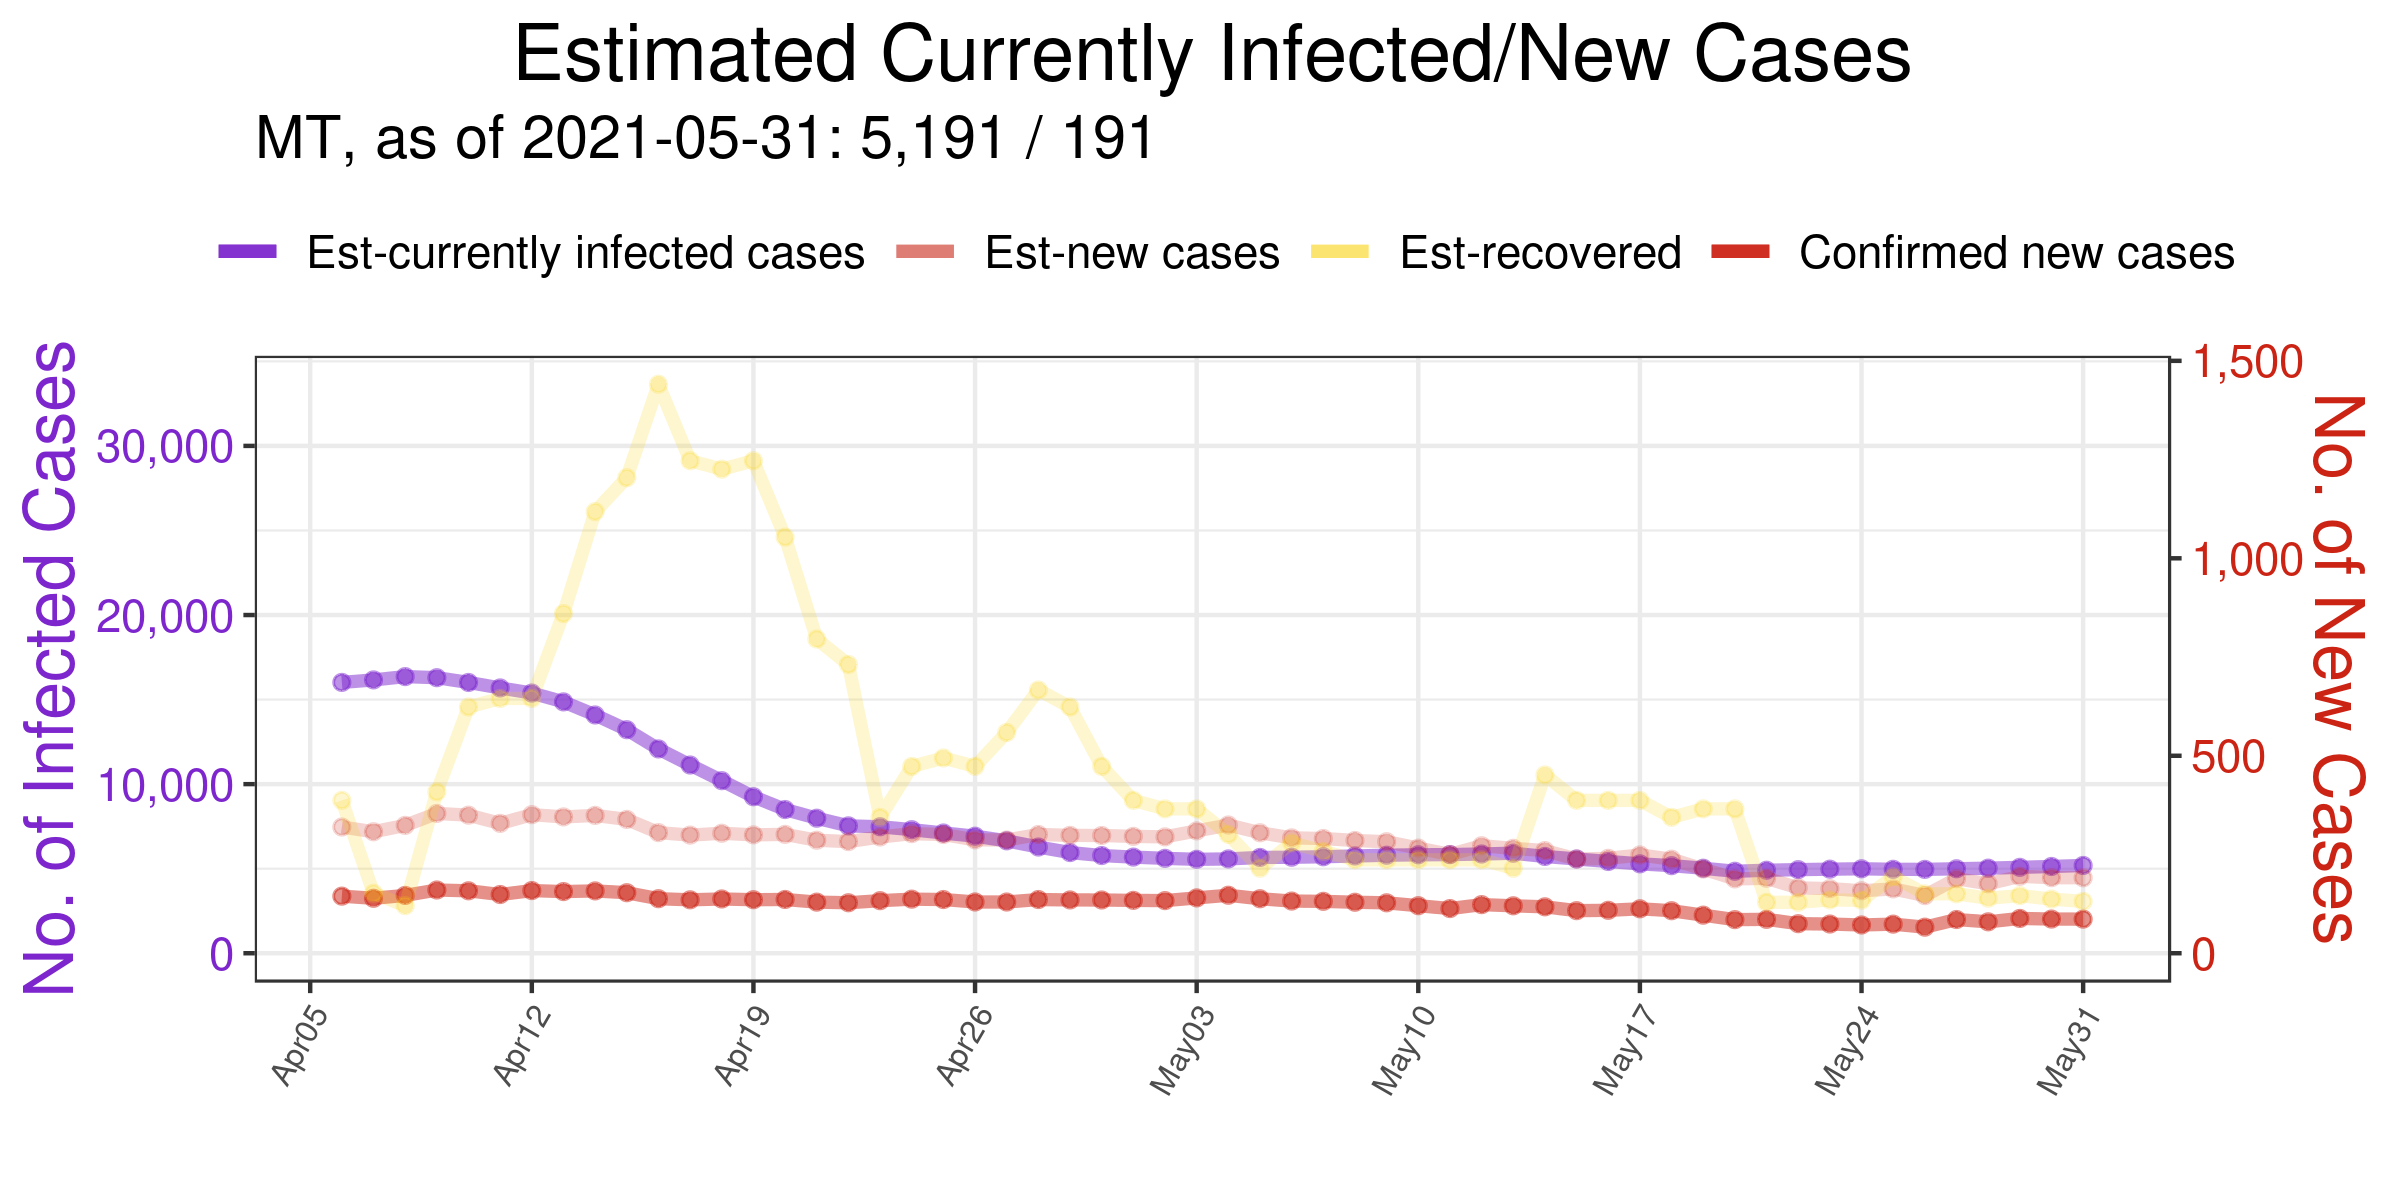 Estimated Currently Infected/New Cases
MT, as of 2021-05-31: 5,191 / 191
Est-currently infected cases Est-new cases Est-recovered Confirmed new cases
No. of Infected Cases
30,000
20,000
10,000
0
1,500
1,000
500
0
No. of New Cases
Apr05 Apr12 Apr19 Apr26 May03 May10 May17 May24 May31